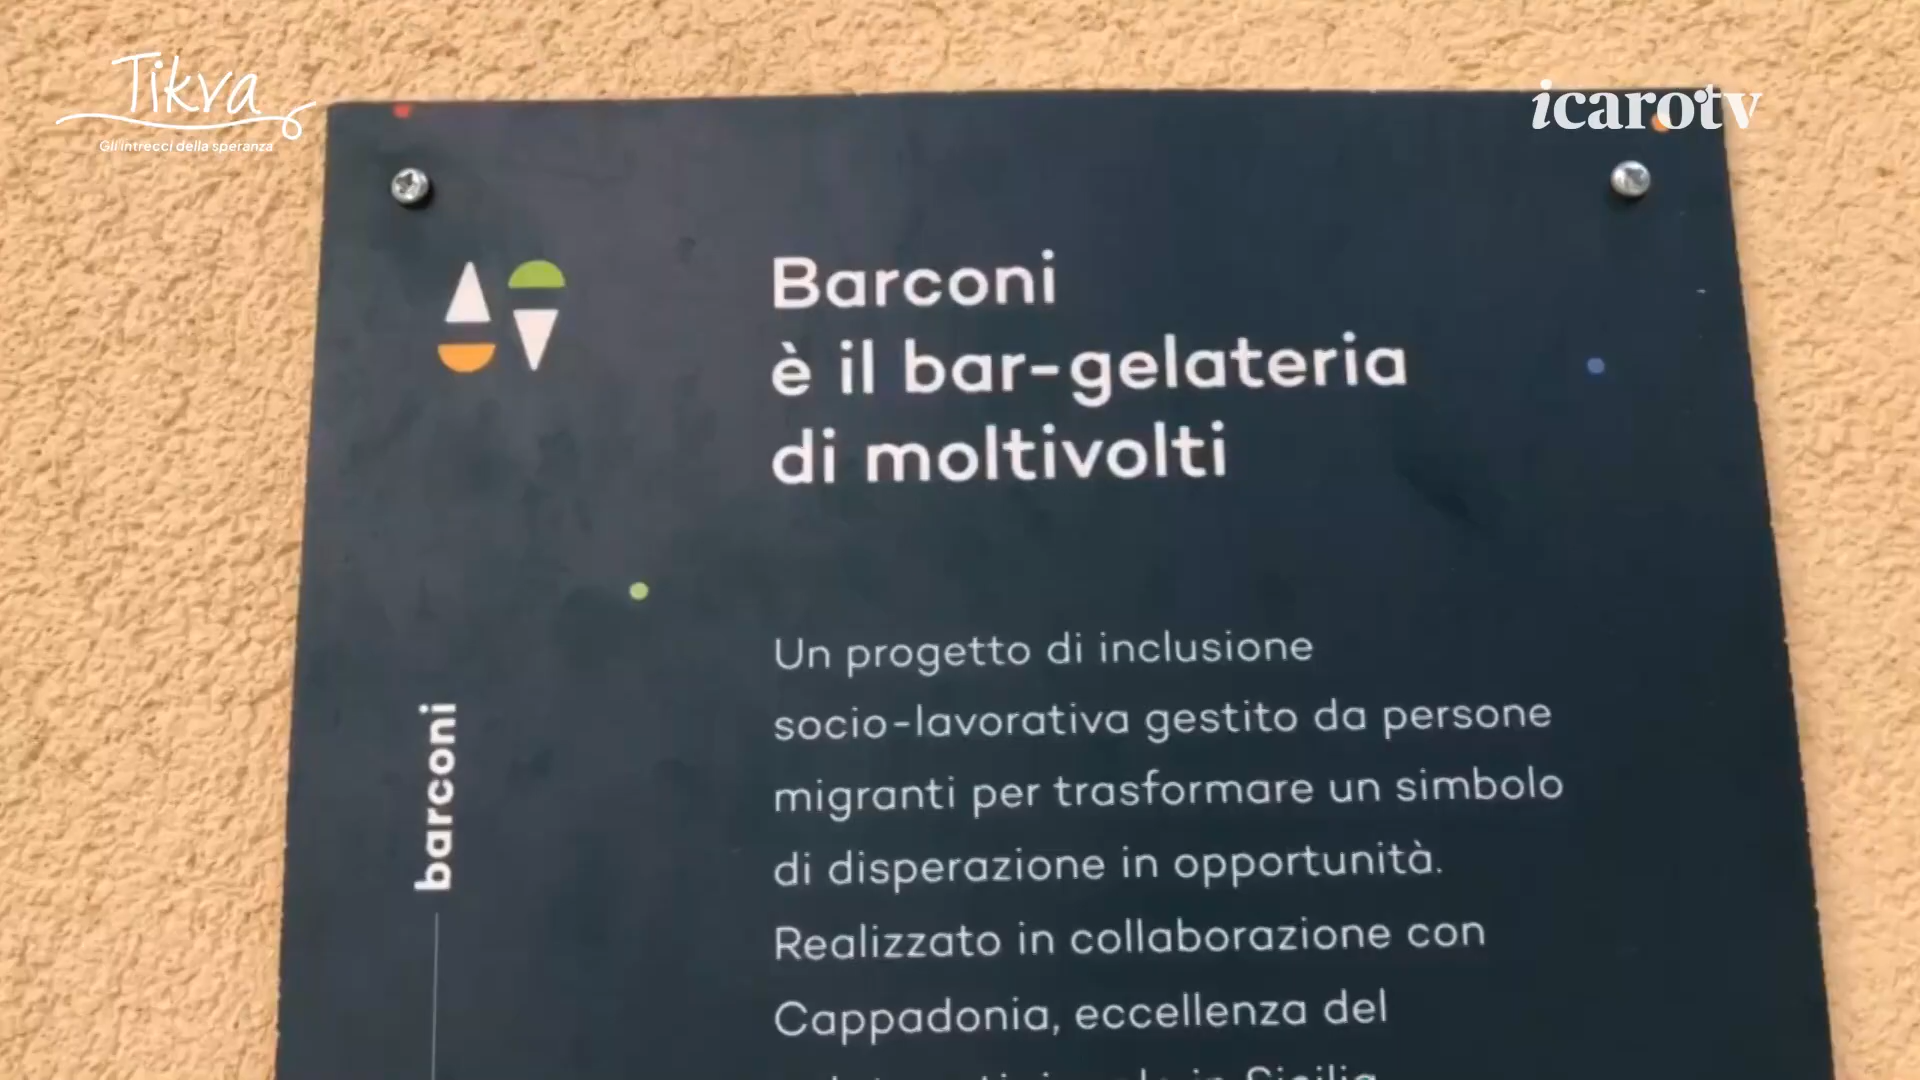 Tikva
Gli intrecci della speranza
icarotv
Barconi
è il bar-gelateria
di moltivolti
Un progetto di inclusione
socio-lavorativa gestito da persone
migranti per trasformare un simbolo
di disperazione in opportunità.
Realizzato in collaborazione con
Cappadonia, eccellenza del
in Sicilia
barconi